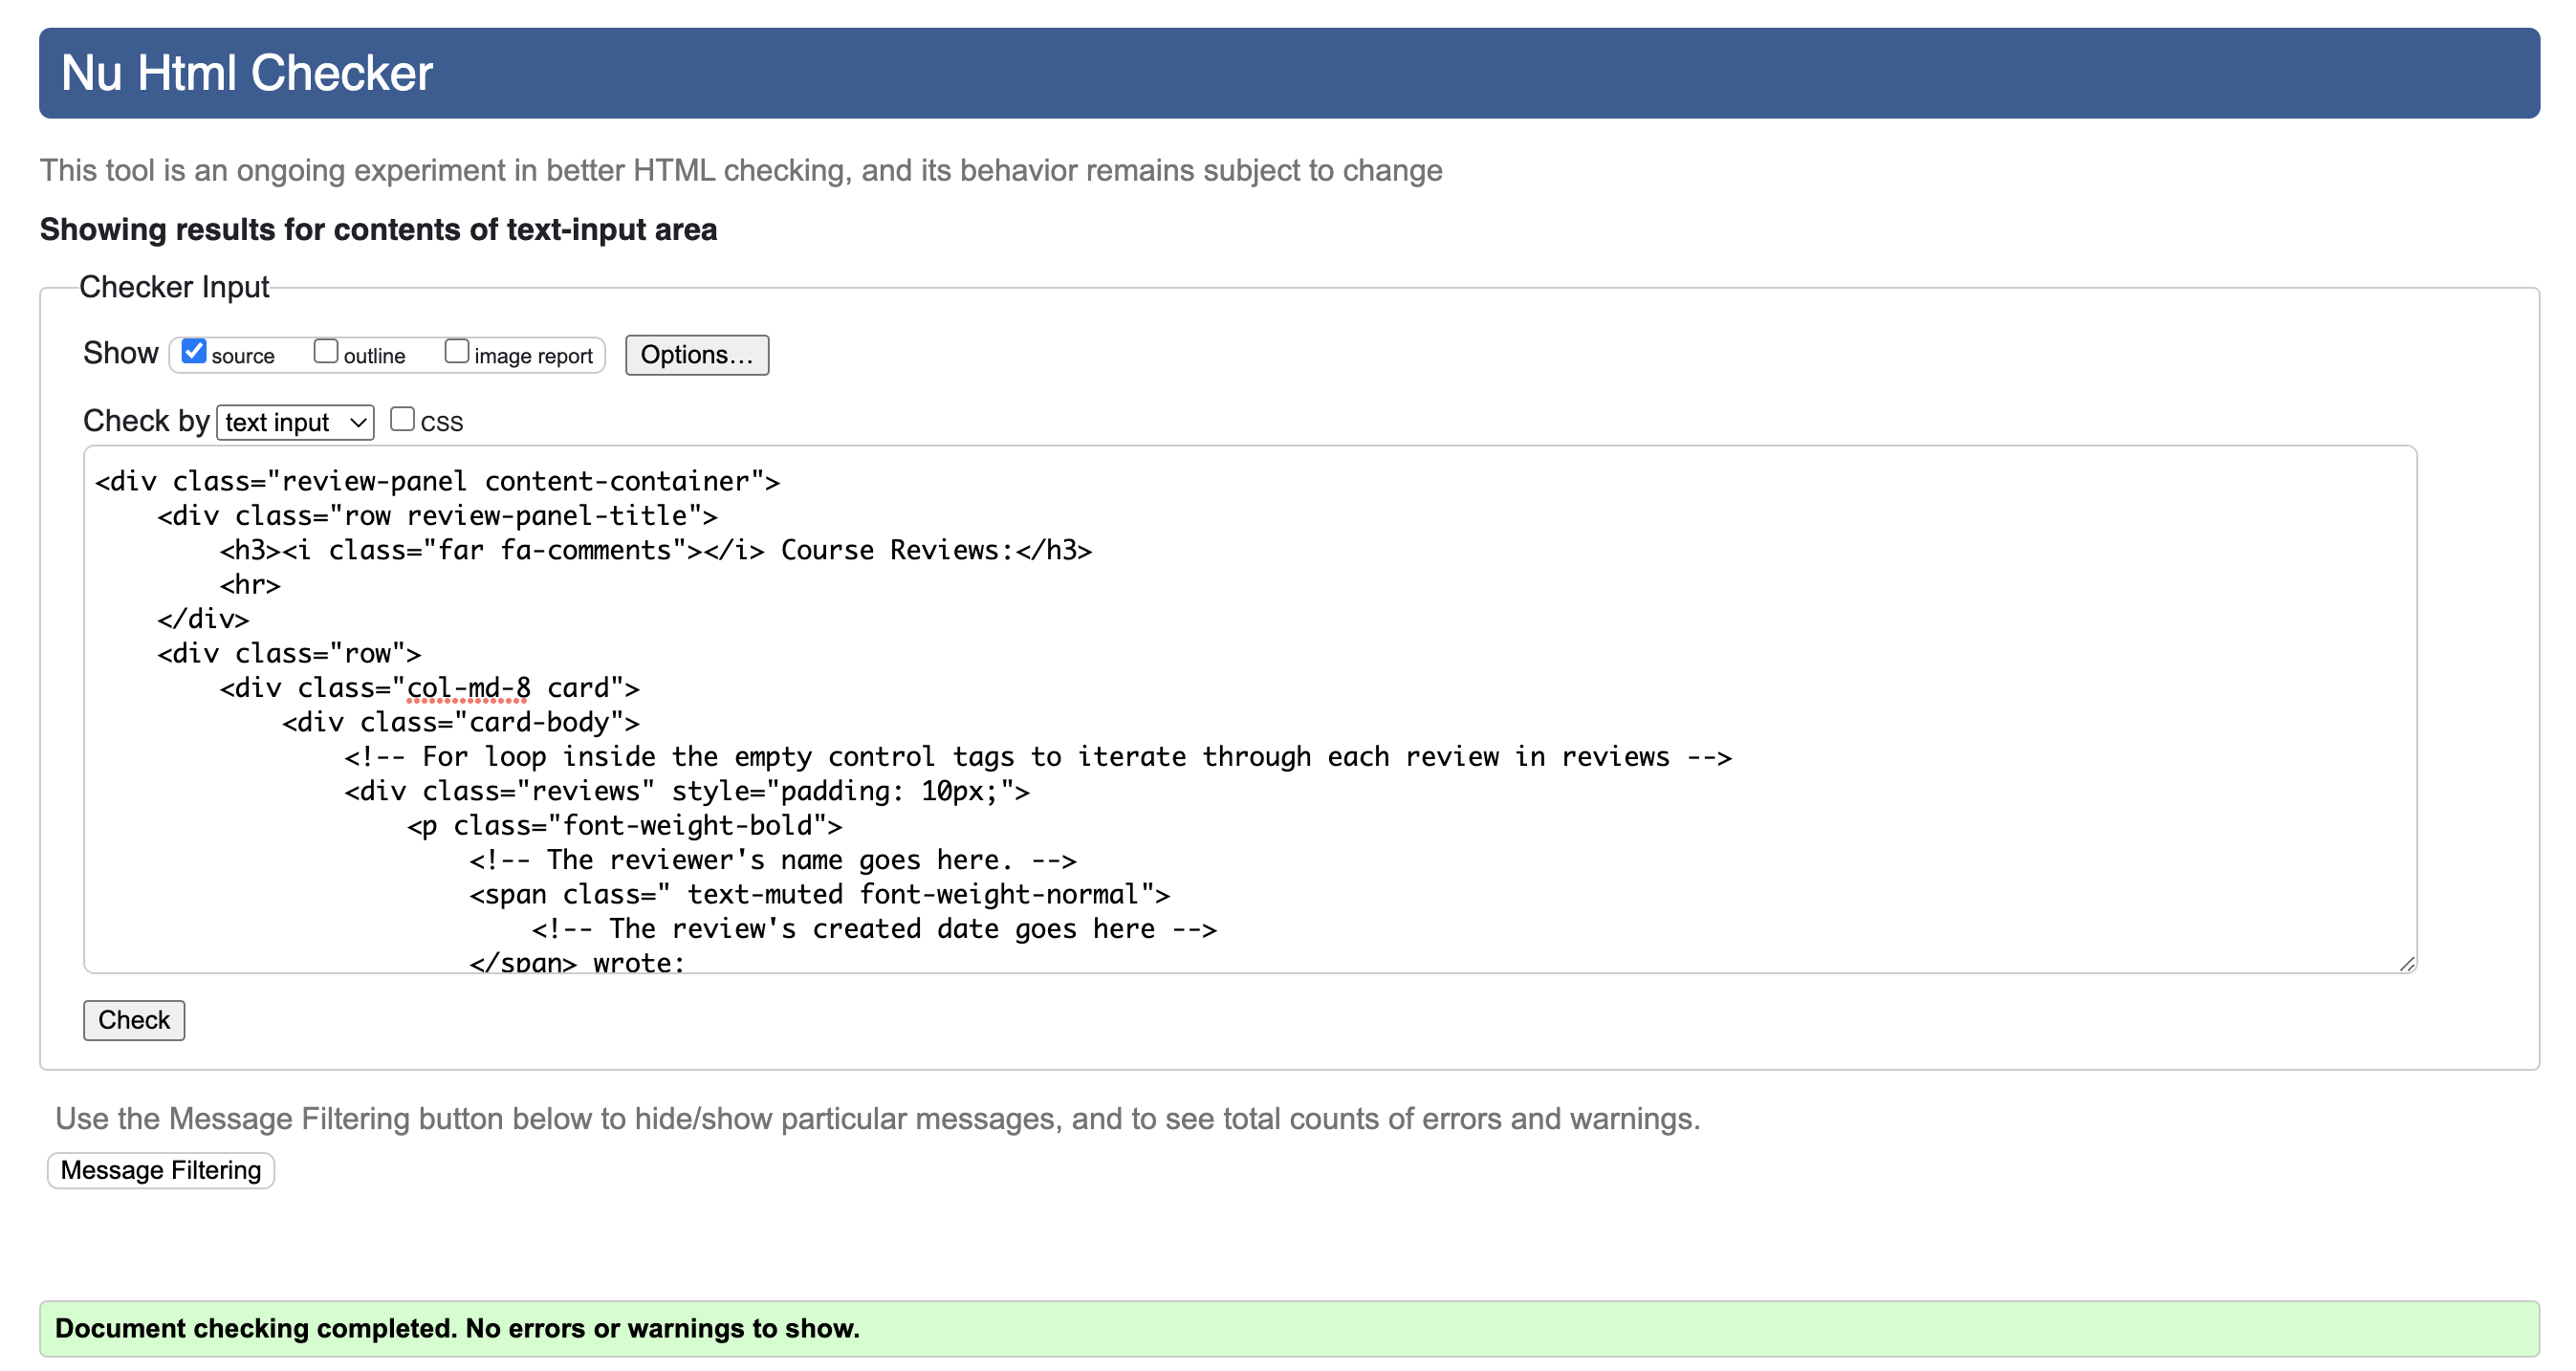 Nu Html Checker
This tool is an ongoing experiment in better HTML checking, and its behavior remains subject to change
Showing results for contents of text-input area
Checker Input
Show source outline image report Options...
Check by text input CSS
<div class="review-panel content-container">
    <div class="row review-panel-title">
        <h3><i class="far fa-comments"></i> Course Reviews:</h3>
        <hr>
    </div>
    <div class="row">
        <div class="col-md-8 card">
            <div class="card-body">
                <!-- For loop inside the empty control tags to iterate through each review in reviews -->
                <div class="reviews" style="padding: 10px;">
                    <p class="font-weight-bold">
                        <!-- The reviewer's name goes here. -->
                        <span class=" text-muted font-weight-normal">
                            <!-- The review's created date goes here -->
                        </span> wrote:
Check
Use the Message Filtering button below to hide/show particular messages, and to see total counts of errors and warnings.
Message Filtering
Document checking completed. No errors or warnings to show.